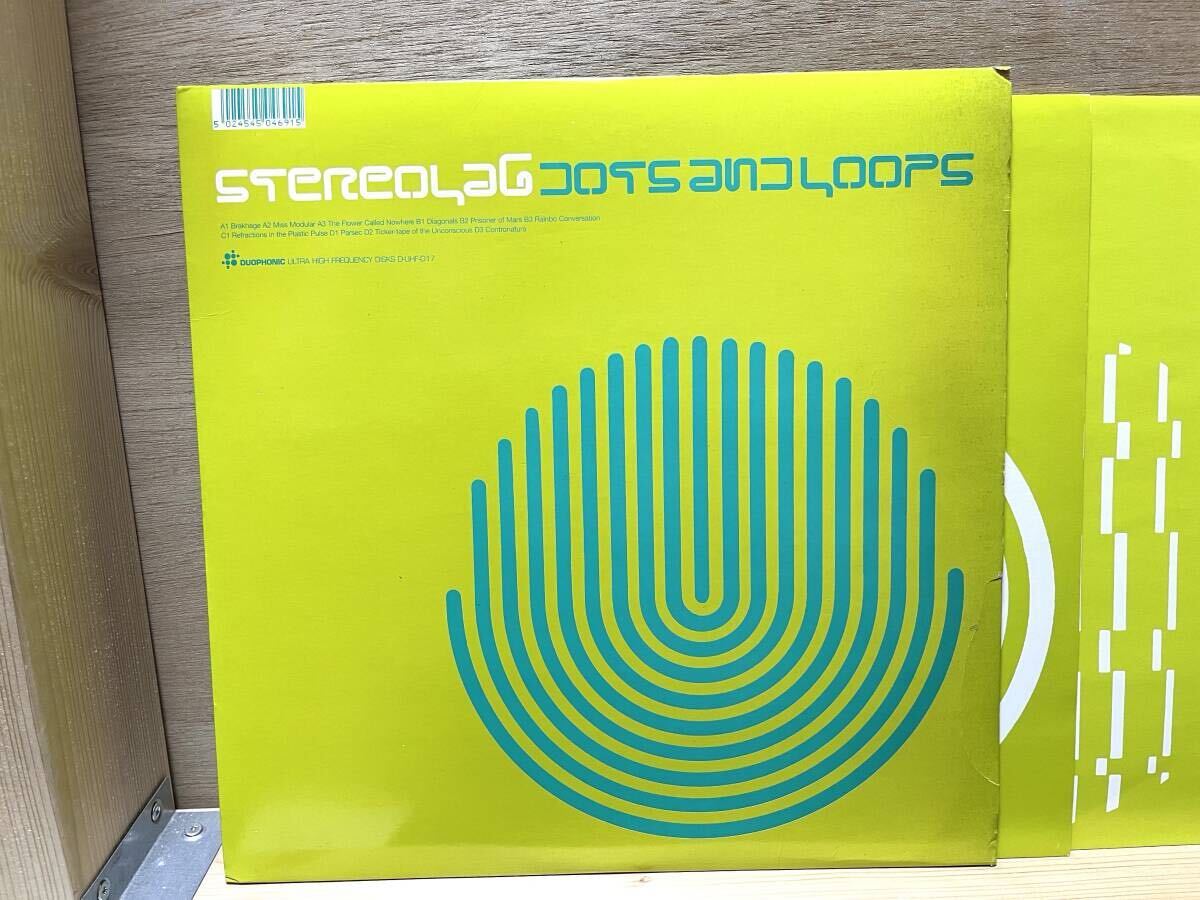 5 024545 046915
STEREOLAB DOTS AND LOOPS
A1 Brakhage A2 Miss Modular A3 The Flower Called Nowhere B1 Diagonals B2 Prisoner of Mars B3 Rainbo Conversation
C1 Refractions in the Plastic Pulse D1 Parsec D2 Ticker-tape of the Unconscious D3 Contronatura
DUOPHONIC ULTRA HIGH FREQUENCY DISKS D-UHF-D17